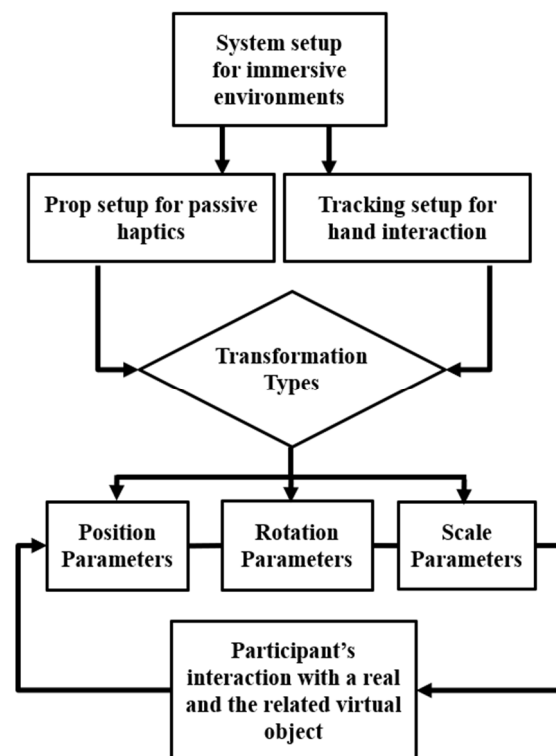 System setup
for immersive
environments
Prop setup for passive
haptics
Tracking setup for
hand interaction
Transformation
Types
Position
Parameters
Rotation
Parameters
Scale
Parameters
Participant's
interaction with a real
and the related virtual
object